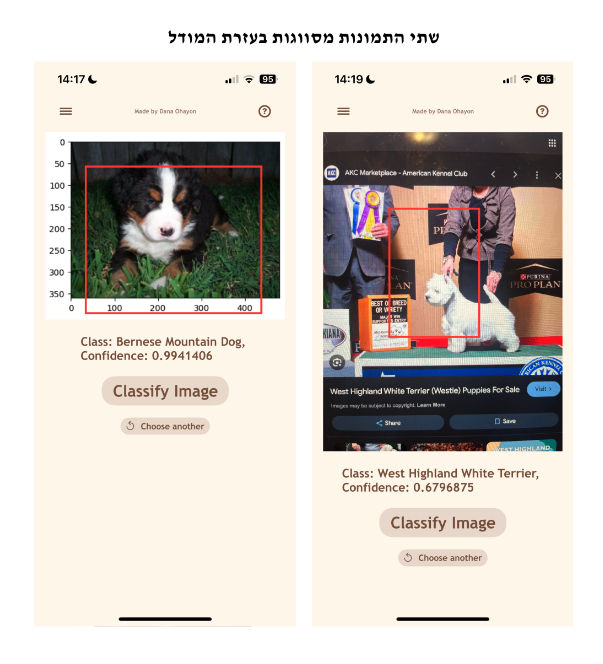 שתי התמונות מסווגות בעזרת המודל
14:17
95
Made by Dana Ohayon
0
50
100
150
200
250
300
350
0
100
200
300
400
Class: Bernese Mountain Dog,
Confidence: 0.9941406
Classify Image
Choose another
14:19
95
Made by Dana Ohayon
AKC
AKC Marketplace - American Kennel Club
PURINA
PRO PLAN
BEST OF BREED
OR VARIETY
West Highland White Terrier (Westie) Puppies For Sale
Visit >
Images may be subject to copyright. Learn More
Share
Save
WEST HIGHLAND
Class: West Highland White Terrier,
Confidence: 0.6796875
Classify Image
Choose another